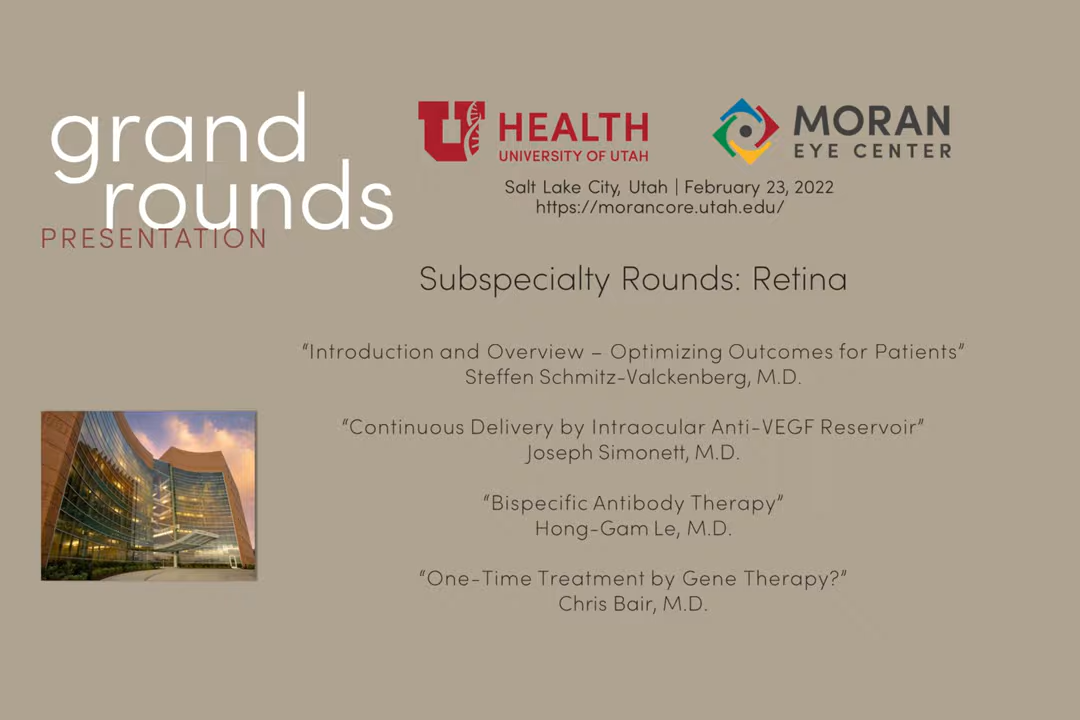 grand
rounds
PRESENTATION
U HEALTH
UNIVERSITY OF UTAH
MORAN
EYE CENTER
Salt Lake City, Utah | February 23, 2022
https://morancore.utah.edu/
Subspecialty Rounds: Retina
“Introduction and Overview – Optimizing Outcomes for Patients”
Steffen Schmitz-Valckenberg, M.D.
“Continuous Delivery by Intraocular Anti-VEGF Reservoir”
Joseph Simonett, M.D.
“Bispecific Antibody Therapy”
Hong-Gam Le, M.D.
“One-Time Treatment by Gene Therapy?”
Chris Bair, M.D.